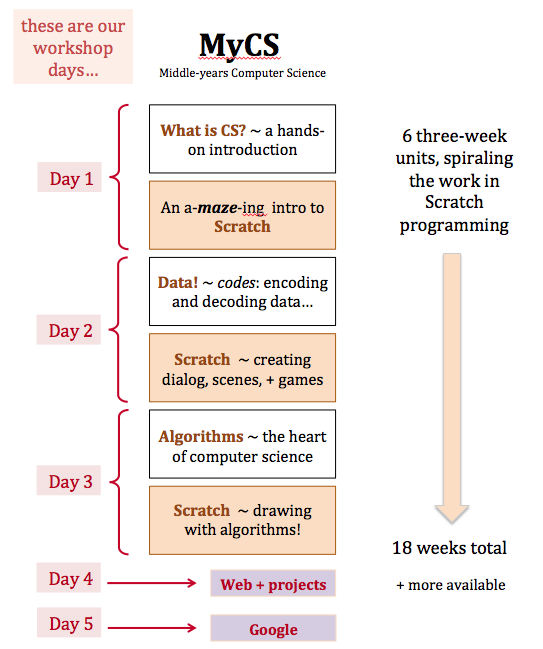 these are our
workshop
days…
MyCS
Middle-years Computer Science
Day 1
What is CS? ~ a hands-
on introduction
An a-maze-ing intro to
Scratch
6 three-week
units, spiraling
the work in
Scratch
programming
Day 2
Data! ~ codes: encoding
and decoding data…
Scratch ~ creating
dialog, scenes, + games
Day 3
Algorithms ~ the heart
of computer science
Scratch ~ drawing
with algorithms!
18 weeks total
+ more available
Day 4
Web + projects
Day 5
Google